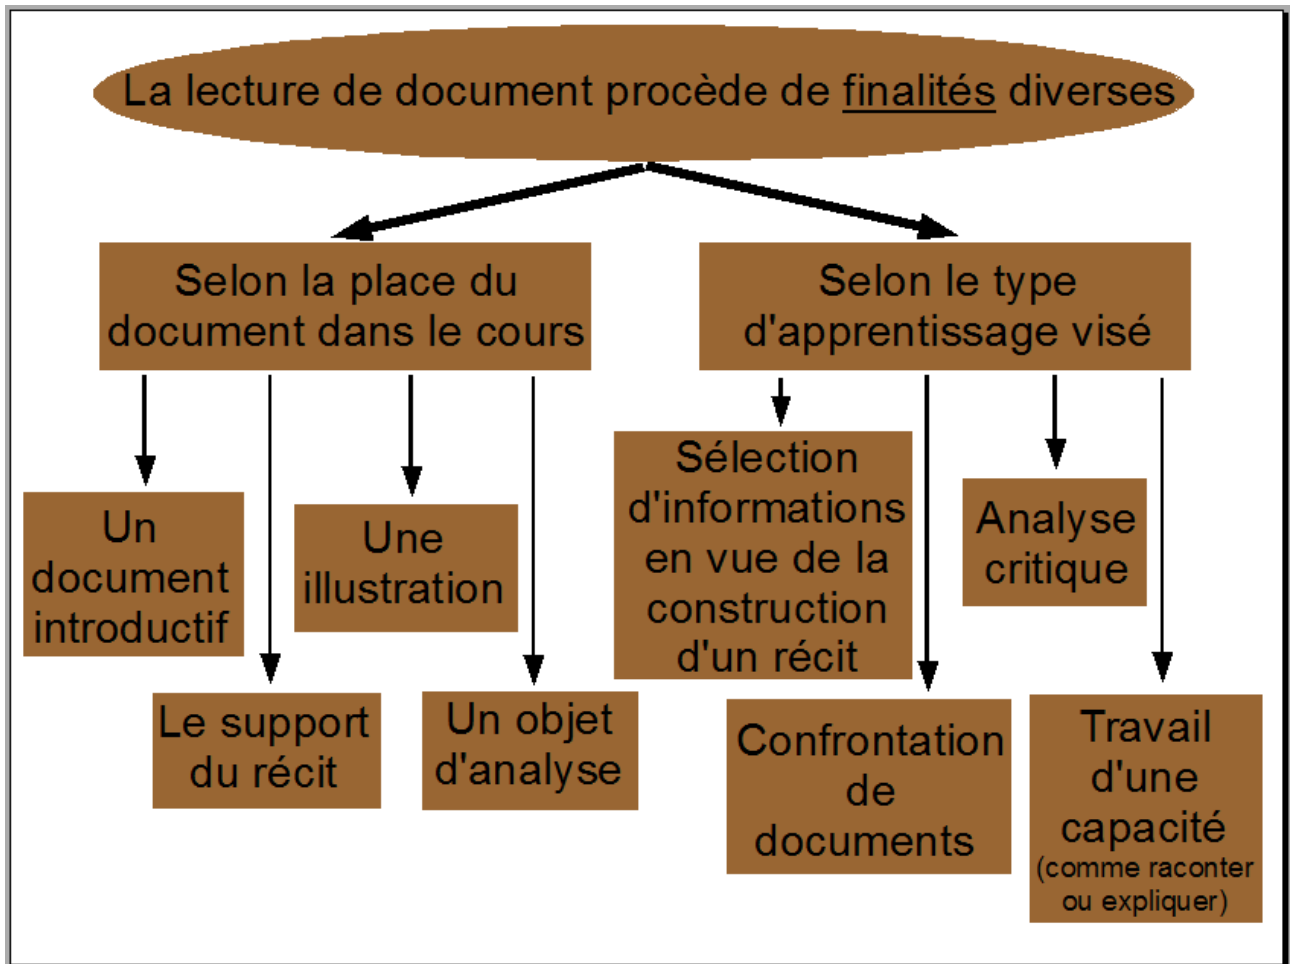 La lecture de document procède de finalités diverses
Selon la place du
document dans le cours
Selon le type
d'apprentissage visé
Un
document
introductif
Le support
du récit
Une
illustration
Un objet
d'analyse
Sélection
d'informations
en vue de la
construction
d'un récit
Confrontation
de
documents
Analyse
critique
Travail
d'une
capacité
(comme raconter
ou expliquer)